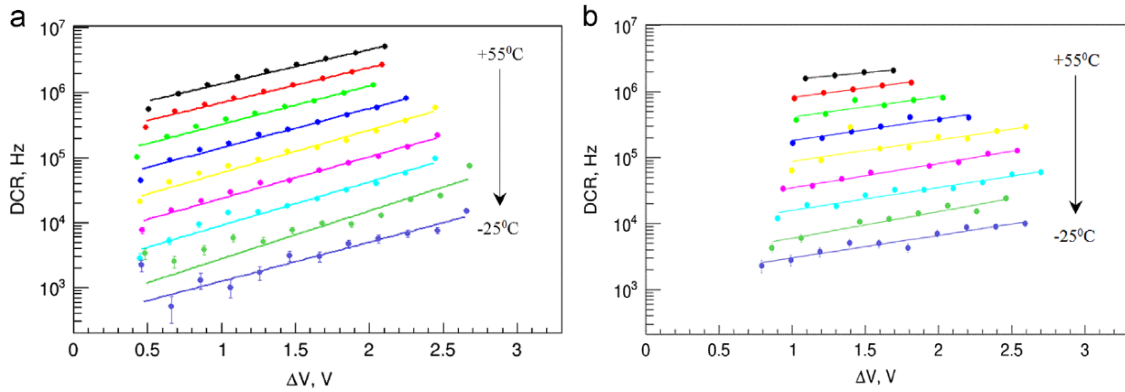 a
DCR, Hz
10⁷
10⁶
10⁵
10⁴
10³
+55⁰C
-25⁰C
0 0.5 1 1.5 2 2.5 3
ΔV, V
b
DCR, Hz
10⁷
10⁶
10⁵
10⁴
10³
+55⁰C
-25⁰C
0 0.5 1 1.5 2 2.5 3
ΔV, V